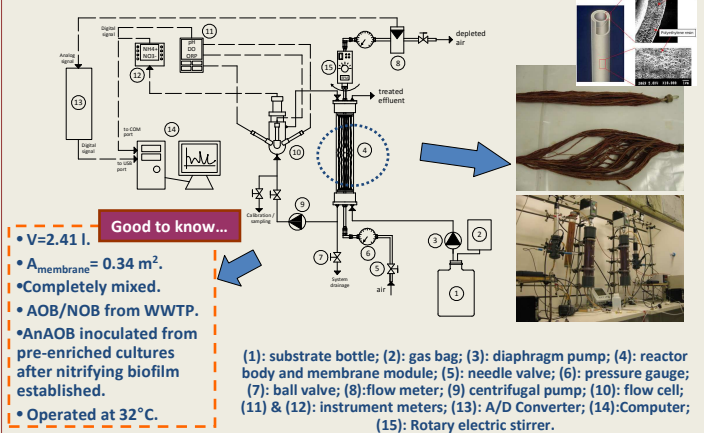 Digital
signal
Analog
signal
NH4+
NO3-
pH
DO
ORP
11
12
13
14
15
8
depleted
air
treated
effluent
Polyethylene resin
Digital
signal
to COM
port
to USB
port
10
4
9
Calibration /
sampling
7
System
drainage
6
5
air
3
2
1
Good to know…
• V=2.41 l.
• Amembrane= 0.34 m².
•Completely mixed.
• AOB/NOB from WWTP.
•AnAOB inoculated from
pre-enriched cultures
after nitrifying biofilm
established.
• Operated at 32°C.
(1): substrate bottle; (2): gas bag; (3): diaphragm pump; (4): reactor
body and membrane module; (5): needle valve; (6): pressure gauge;
(7): ball valve; (8):flow meter; (9) centrifugal pump; (10): flow cell;
(11) & (12): instrument meters; (13): A/D Converter; (14):Computer;
(15): Rotary electric stirrer.